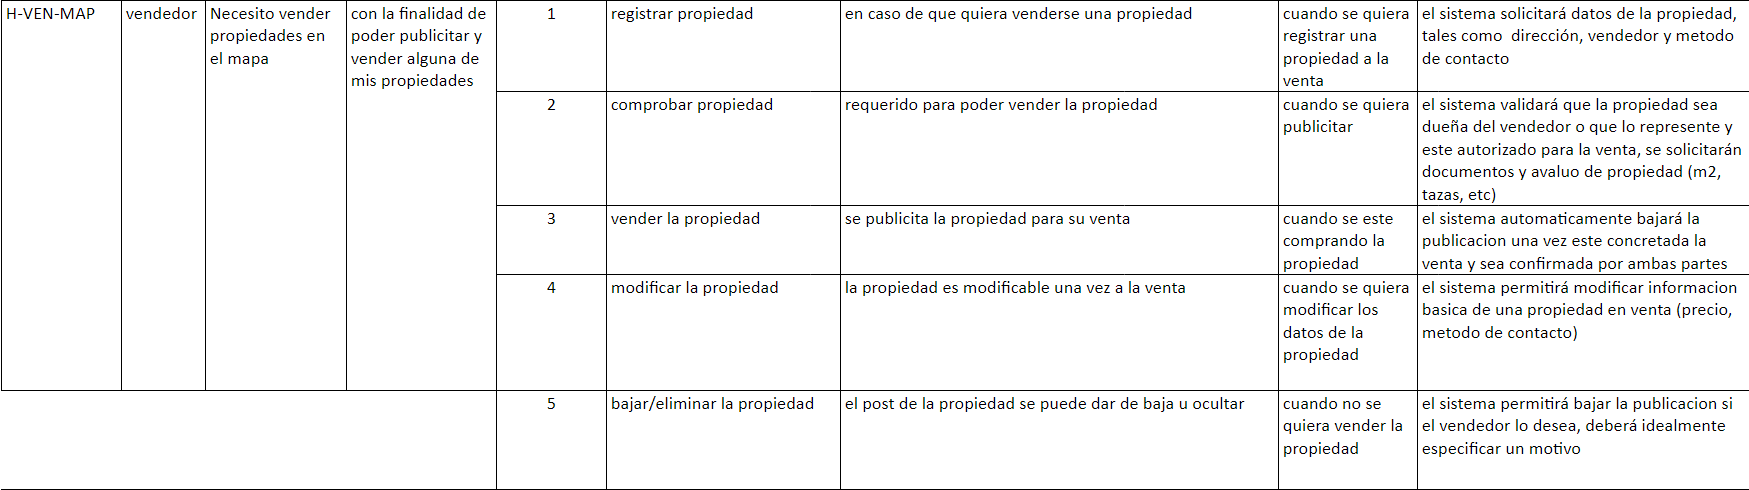 H-VEN-MAP
vendedor
Necesito vender
propiedades en
el mapa
con la finalidad de
poder publicitar y
vender alguna de
mis propiedades
1
registrar propiedad
en caso de que quiera venderse una propiedad
cuando se quiera
registrar una
propiedad a la
venta
el sistema solicitará datos de la propiedad,
tales como  dirección, vendedor y metodo
de contacto
2
comprobar propiedad
requerido para poder vender la propiedad
cuando se quiera
publicitar
el sistema validará que la propiedad sea
dueña del vendedor o que lo represente y
este autorizado para la venta, se solicitarán
documentos y avaluo de propiedad (m2,
tazas, etc)
3
vender la propiedad
se publicita la propiedad para su venta
cuando se este
comprando la
propiedad
el sistema automaticamente bajará la
publicacion una vez este concretada la
venta y sea confirmada por ambas partes
4
modificar la propiedad
la propiedad es modificable una vez a la venta
cuando se quiera
modificar los
datos de la
propiedad
el sistema permitirá modificar informacion
basica de una propiedad en venta (precio,
metodo de contacto)
5
bajar/eliminar la propiedad
el post de la propiedad se puede dar de baja u ocultar
cuando no se
quiera vender la
propiedad
el sistema permitirá bajar la publicacion si
el vendedor lo desea, deberá idealmente
especificar un motivo